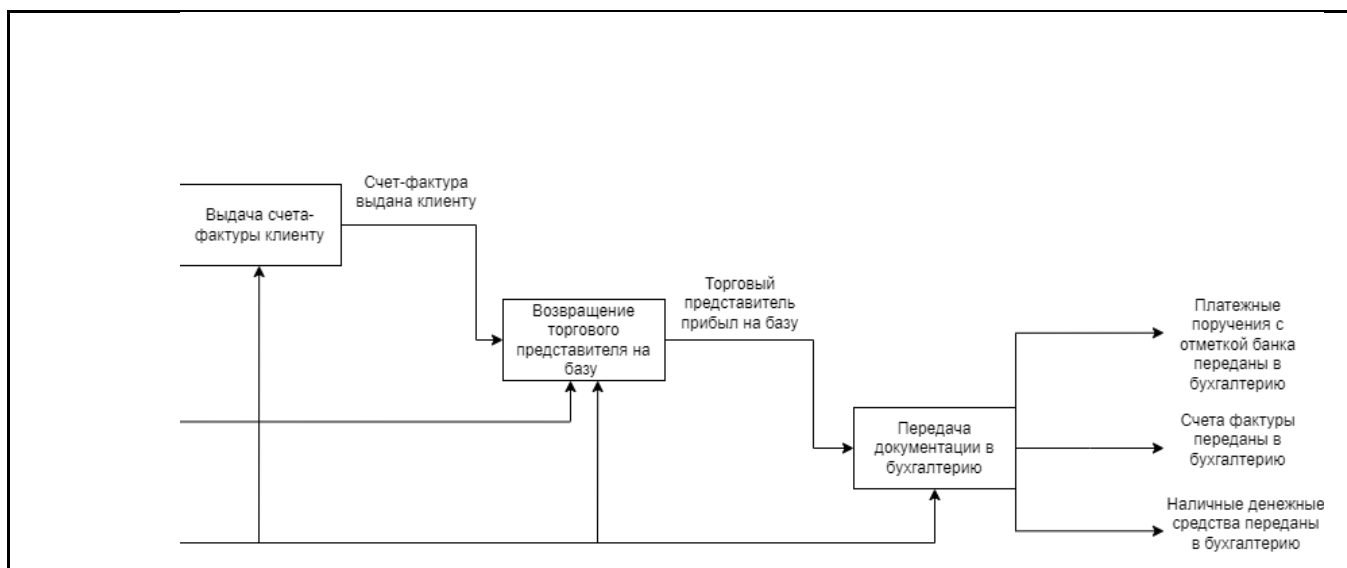 Счет-фактура
выдана клиенту
Выдача счета-
фактуры клиенту
Торговый
представитель
прибыл на базу
Возвращение
торгового
представителя на
базу
Платежные
поручения с
отметкой банка
переданы в
бухгалтерию
Передача
документации в
бухгалтерию
Счета фактуры
переданы в
бухгалтерию
Наличные денежные
средства переданы
в бухгалтерию